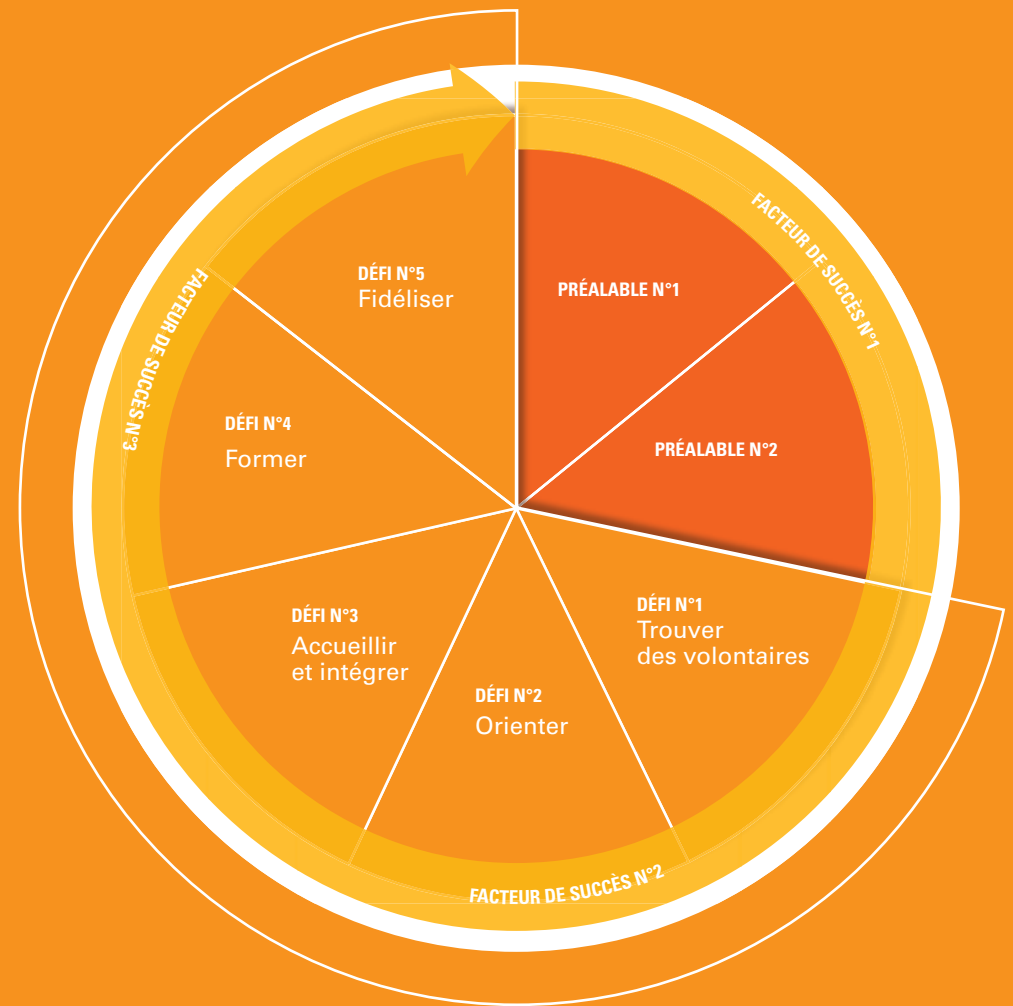 PRÉALABLE N°1
PRÉALABLE N°2
DÉFI N°1
Trouver
des volontaires
DÉFI N°2
Orienter
DÉFI N°3
Accueillir
et intégrer
DÉFI N°4
Former
DÉFI N°5
Fidéliser
FACTEUR DE SUCCÈS N°1
FACTEUR DE SUCCÈS N°2
FACTEUR DE SUCCÈS N°3